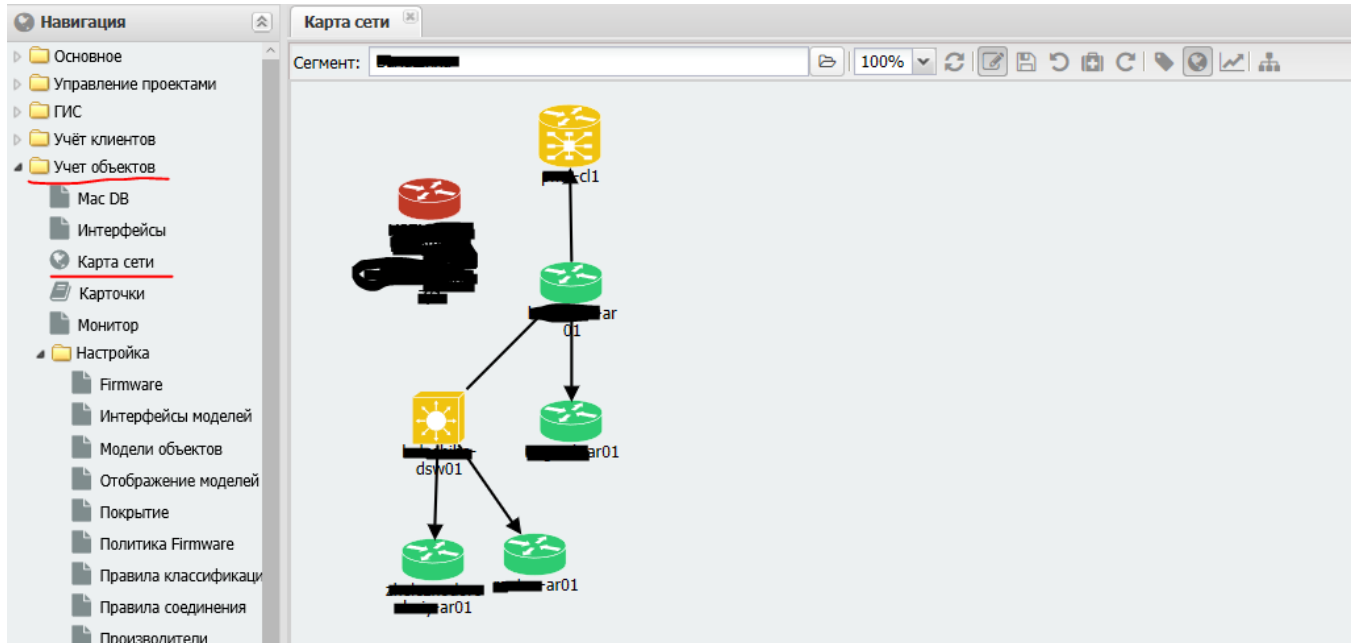 Навигация
Карта сети
Основное
Управление проектами
ГИС
Учёт клиентов
Учет объектов
Mac DB
Интерфейсы
Карта сети
Карточки
Монитор
Настройка
Firmware
Интерфейсы моделей
Модели объектов
Отображение моделей
Покрытие
Политика Firmware
Правила классификаци
Правила соединения
Производители
Сегмент:
100%
-cl1
ar
01
ar01
dsw01
-ar01
ar01